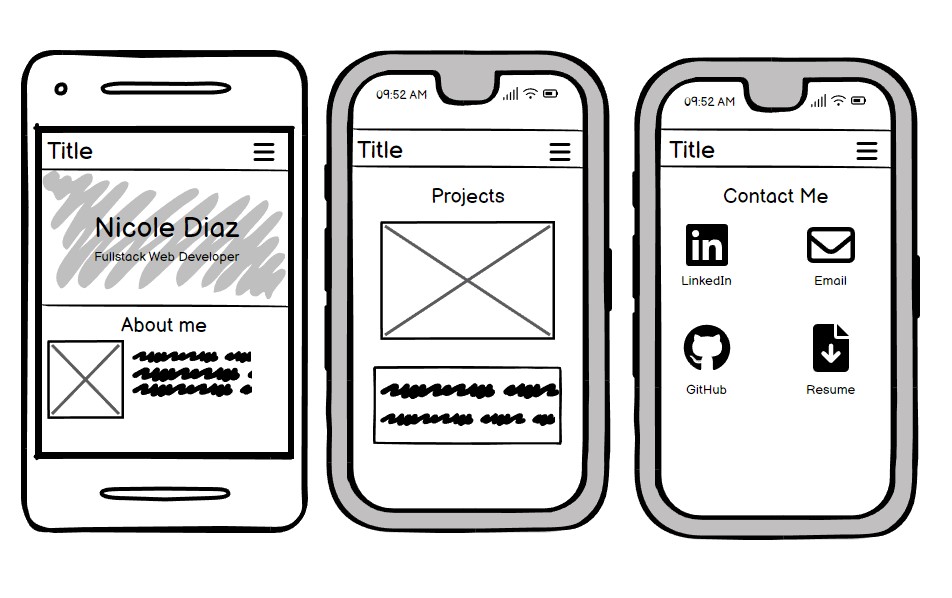 Title
Nicole Diaz
Fullstack Web Developer
About me
09:52 AM
Title
Projects
09:52 AM
Title
Contact Me
in
LinkedIn
Email
GitHub
Resume